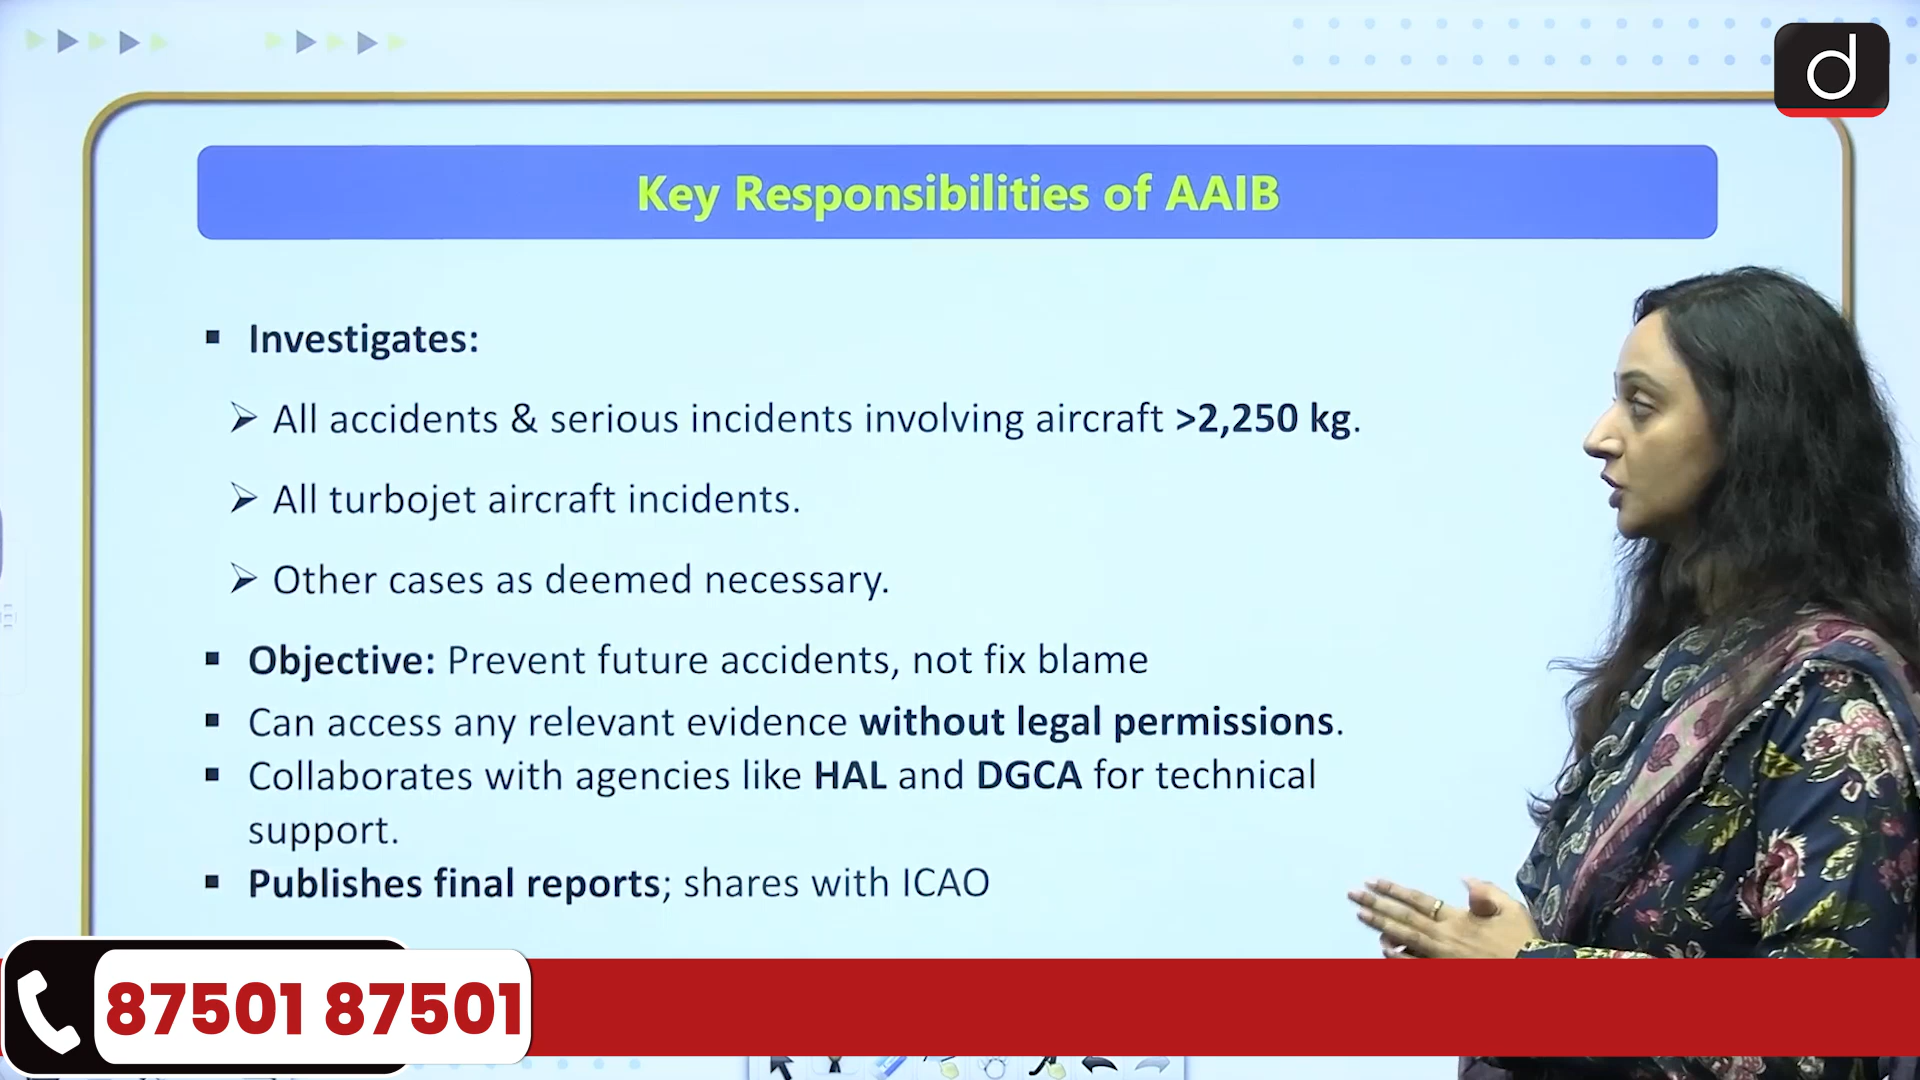 d
Key Responsibilities of AAIB
▪ Investigates:
➢ All accidents & serious incidents involving aircraft >2,250 kg.
➢ All turbojet aircraft incidents.
➢ Other cases as deemed necessary.
▪ Objective: Prevent future accidents, not fix blame
▪ Can access any relevant evidence without legal permissions.
▪ Collaborates with agencies like HAL and DGCA for technical
support.
▪ Publishes final reports; shares with ICAO
87501 87501